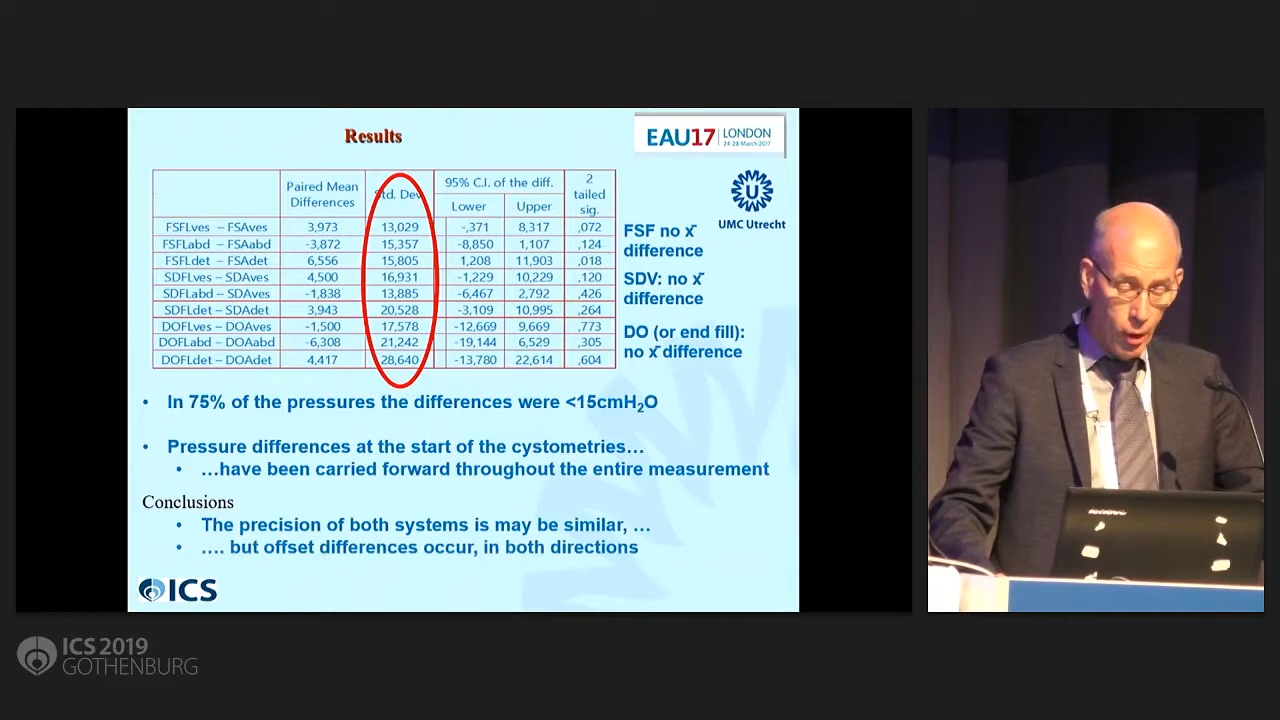 Results
EAU17 LONDON
24-28 March 2017
UMC Utrecht
Paired Mean Differences Std. Dev 95% C.I. of the diff. 2 tailed sig.
Lower Upper
FSFLves – FSAves 3,973 13,029 -,371 8,317 ,072
FSFLabd – FSAabd -3,872 15,357 -8,850 1,107 ,124
FSFLdet – FSAdet 6,556 15,805 1,208 11,903 ,018
SDFLves – SDAves 4,500 16,931 -1,229 10,229 ,120
SDFLabd – SDAves -1,838 13,885 -6,467 2,792 ,426
SDFLdet – SDAdet 3,943 20,528 -3,109 10,995 ,264
DOFLves – DOAves -1,500 17,578 -12,669 9,669 ,773
DOFLabd – DOAabd -6,308 21,242 -19,144 6,529 ,305
DOFLdet – DOAdet 4,417 28,640 -13,780 22,614 ,604
FSF no x̄
difference
SDV: no x̄
difference
DO (or end fill):
no x̄ difference
• In 75% of the pressures the differences were <15cmH₂O
• Pressure differences at the start of the cystometries…
• …have been carried forward throughout the entire measurement
Conclusions
• The precision of both systems is may be similar, …
• …. but offset differences occur, in both directions
ICS
ICS 2019
GOTHENBURG
lenovo